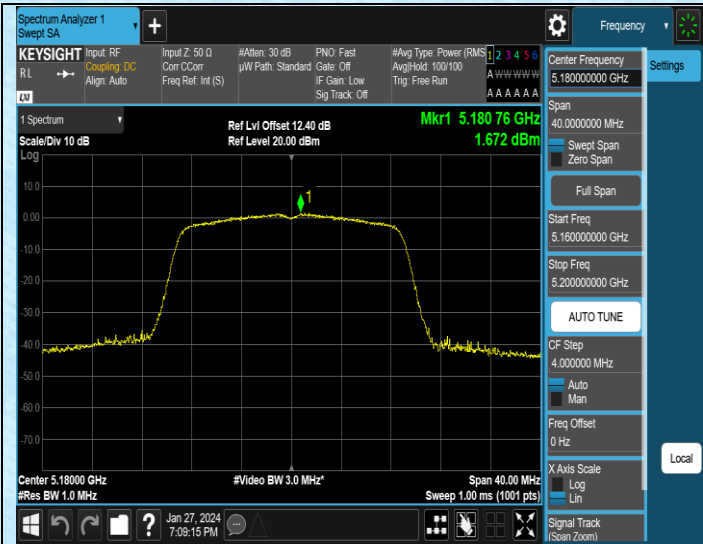 Spectrum Analyzer 1
Swept SA
+
Frequency
KEYSIGHT
RL
LXI
Input: RF
Coupling: DC
Align: Auto
Input Z: 50 Ω
Corr CCorr
Freq Ref: Int (S)
#Atten: 30 dB
µW Path: Standard
PNO: Fast
Gate: Off
IF Gain: Low
Sig Track: Off
#Avg Type: Power (RMS
Avg|Hold: 100/100
Trig: Free Run
1 2 3 4 5 6
A W W W W W
A A A A A A
1 Spectrum
Scale/Div 10 dB
Log
Ref Lvl Offset 12.40 dB
Ref Level 20.00 dBm
Mkr1 5.180 76 GHz
1.672 dBm
1
10.0
0.00
-10.0
-20.0
-30.0
-40.0
-50.0
-60.0
-70.0
Center 5.18000 GHz
#Res BW 1.0 MHz
#Video BW 3.0 MHz*
Span 40.00 MHz
Sweep 1.00 ms (1001 pts)
?
Jan 27, 2024
7:09:15 PM
Center Frequency
5.180000000 GHz
Span
40.0000000 MHz
Swept Span
Zero Span
Full Span
Start Freq
5.160000000 GHz
Stop Freq
5.200000000 GHz
AUTO TUNE
CF Step
4.000000 MHz
Auto
Man
Freq Offset
0 Hz
X Axis Scale
Log
Lin
Signal Track
(Span Zoom)
Settings
Local